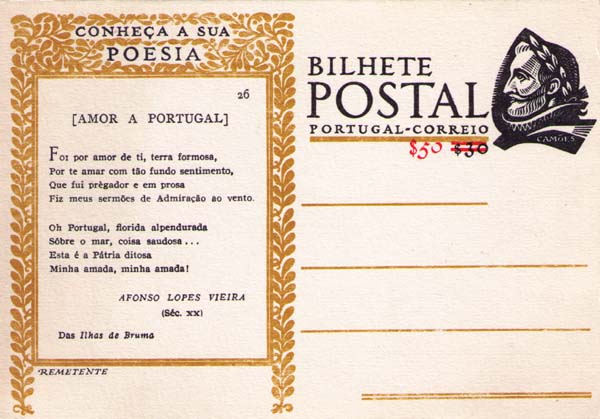 CONHEÇA A SUA
POESIA
26
[AMOR A PORTUGAL]
Foi por amor de ti, terra formosa,
Por te amar com tão fundo sentimento,
Que fui prègador e em prosa
Fiz meus sermões de Admiração ao vento.
Oh Portugal, florida alpendurada
Sôbre o mar, coisa saudosa...
Esta é a Pátria ditosa
Minha amada, minha amada!
AFONSO LOPES VIEIRA
(Séc. XX)
Das Ilhas de Bruma
REMETENTE
BILHETE
POSTAL
PORTUGAL-CORREIO
$50 $30
CAMÕES